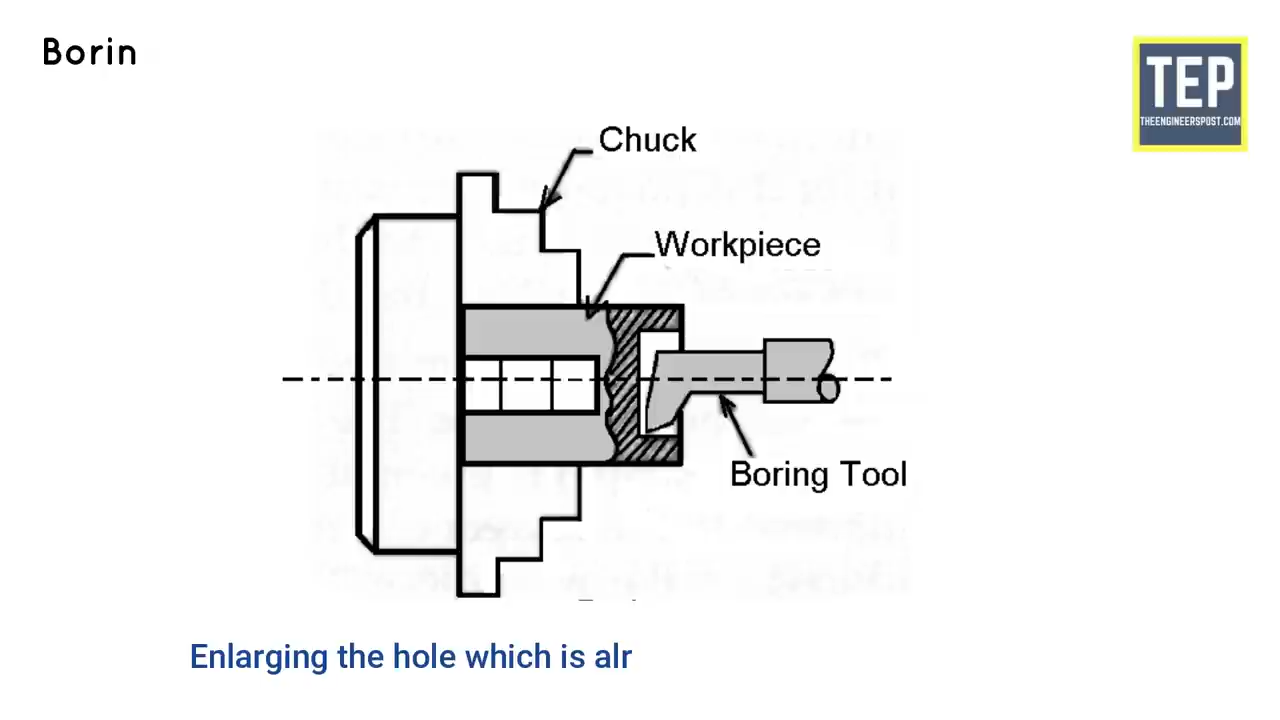 Borin
TEP
THEENGINEERSPOST.COM
Chuck
Workpiece
Boring Tool
Enlarging the hole which is alr